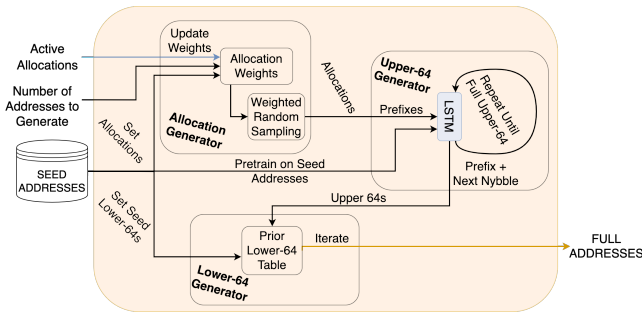 Active
Allocations
Number of
Addresses to
Generate
SEED
ADDRESSES
Update
Weights
Allocation
Weights
Weighted
Random
Sampling
Allocation
Generator
Set
Allocations
Set Seed
Lower-64s
Allocations
Pretrain on Seed
Addresses
Upper-64
Generator
Prefixes
LSTM
Repeat Until
Full Upper-64
Prefix +
Next Nybble
Upper 64s
Prior
Lower-64
Table
Iterate
Lower-64
Generator
FULL
ADDRESSES